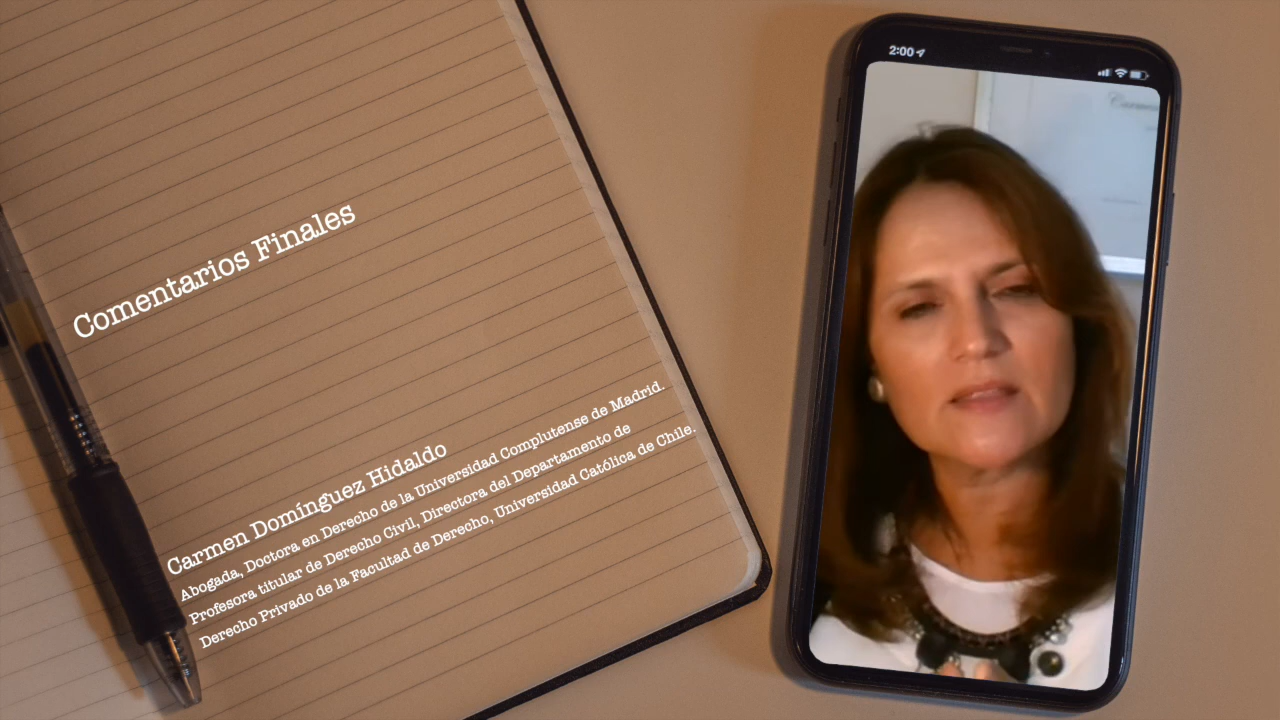 Comentarios Finales
Carmen Domínguez Hidaldo
Abogada, Doctora en Derecho de la Universidad Complutense de Madrid.
Profesora titular de Derecho Civil, Directora del Departamento de
Derecho Privado de la Facultad de Derecho, Universidad Católica de Chile.
2:00